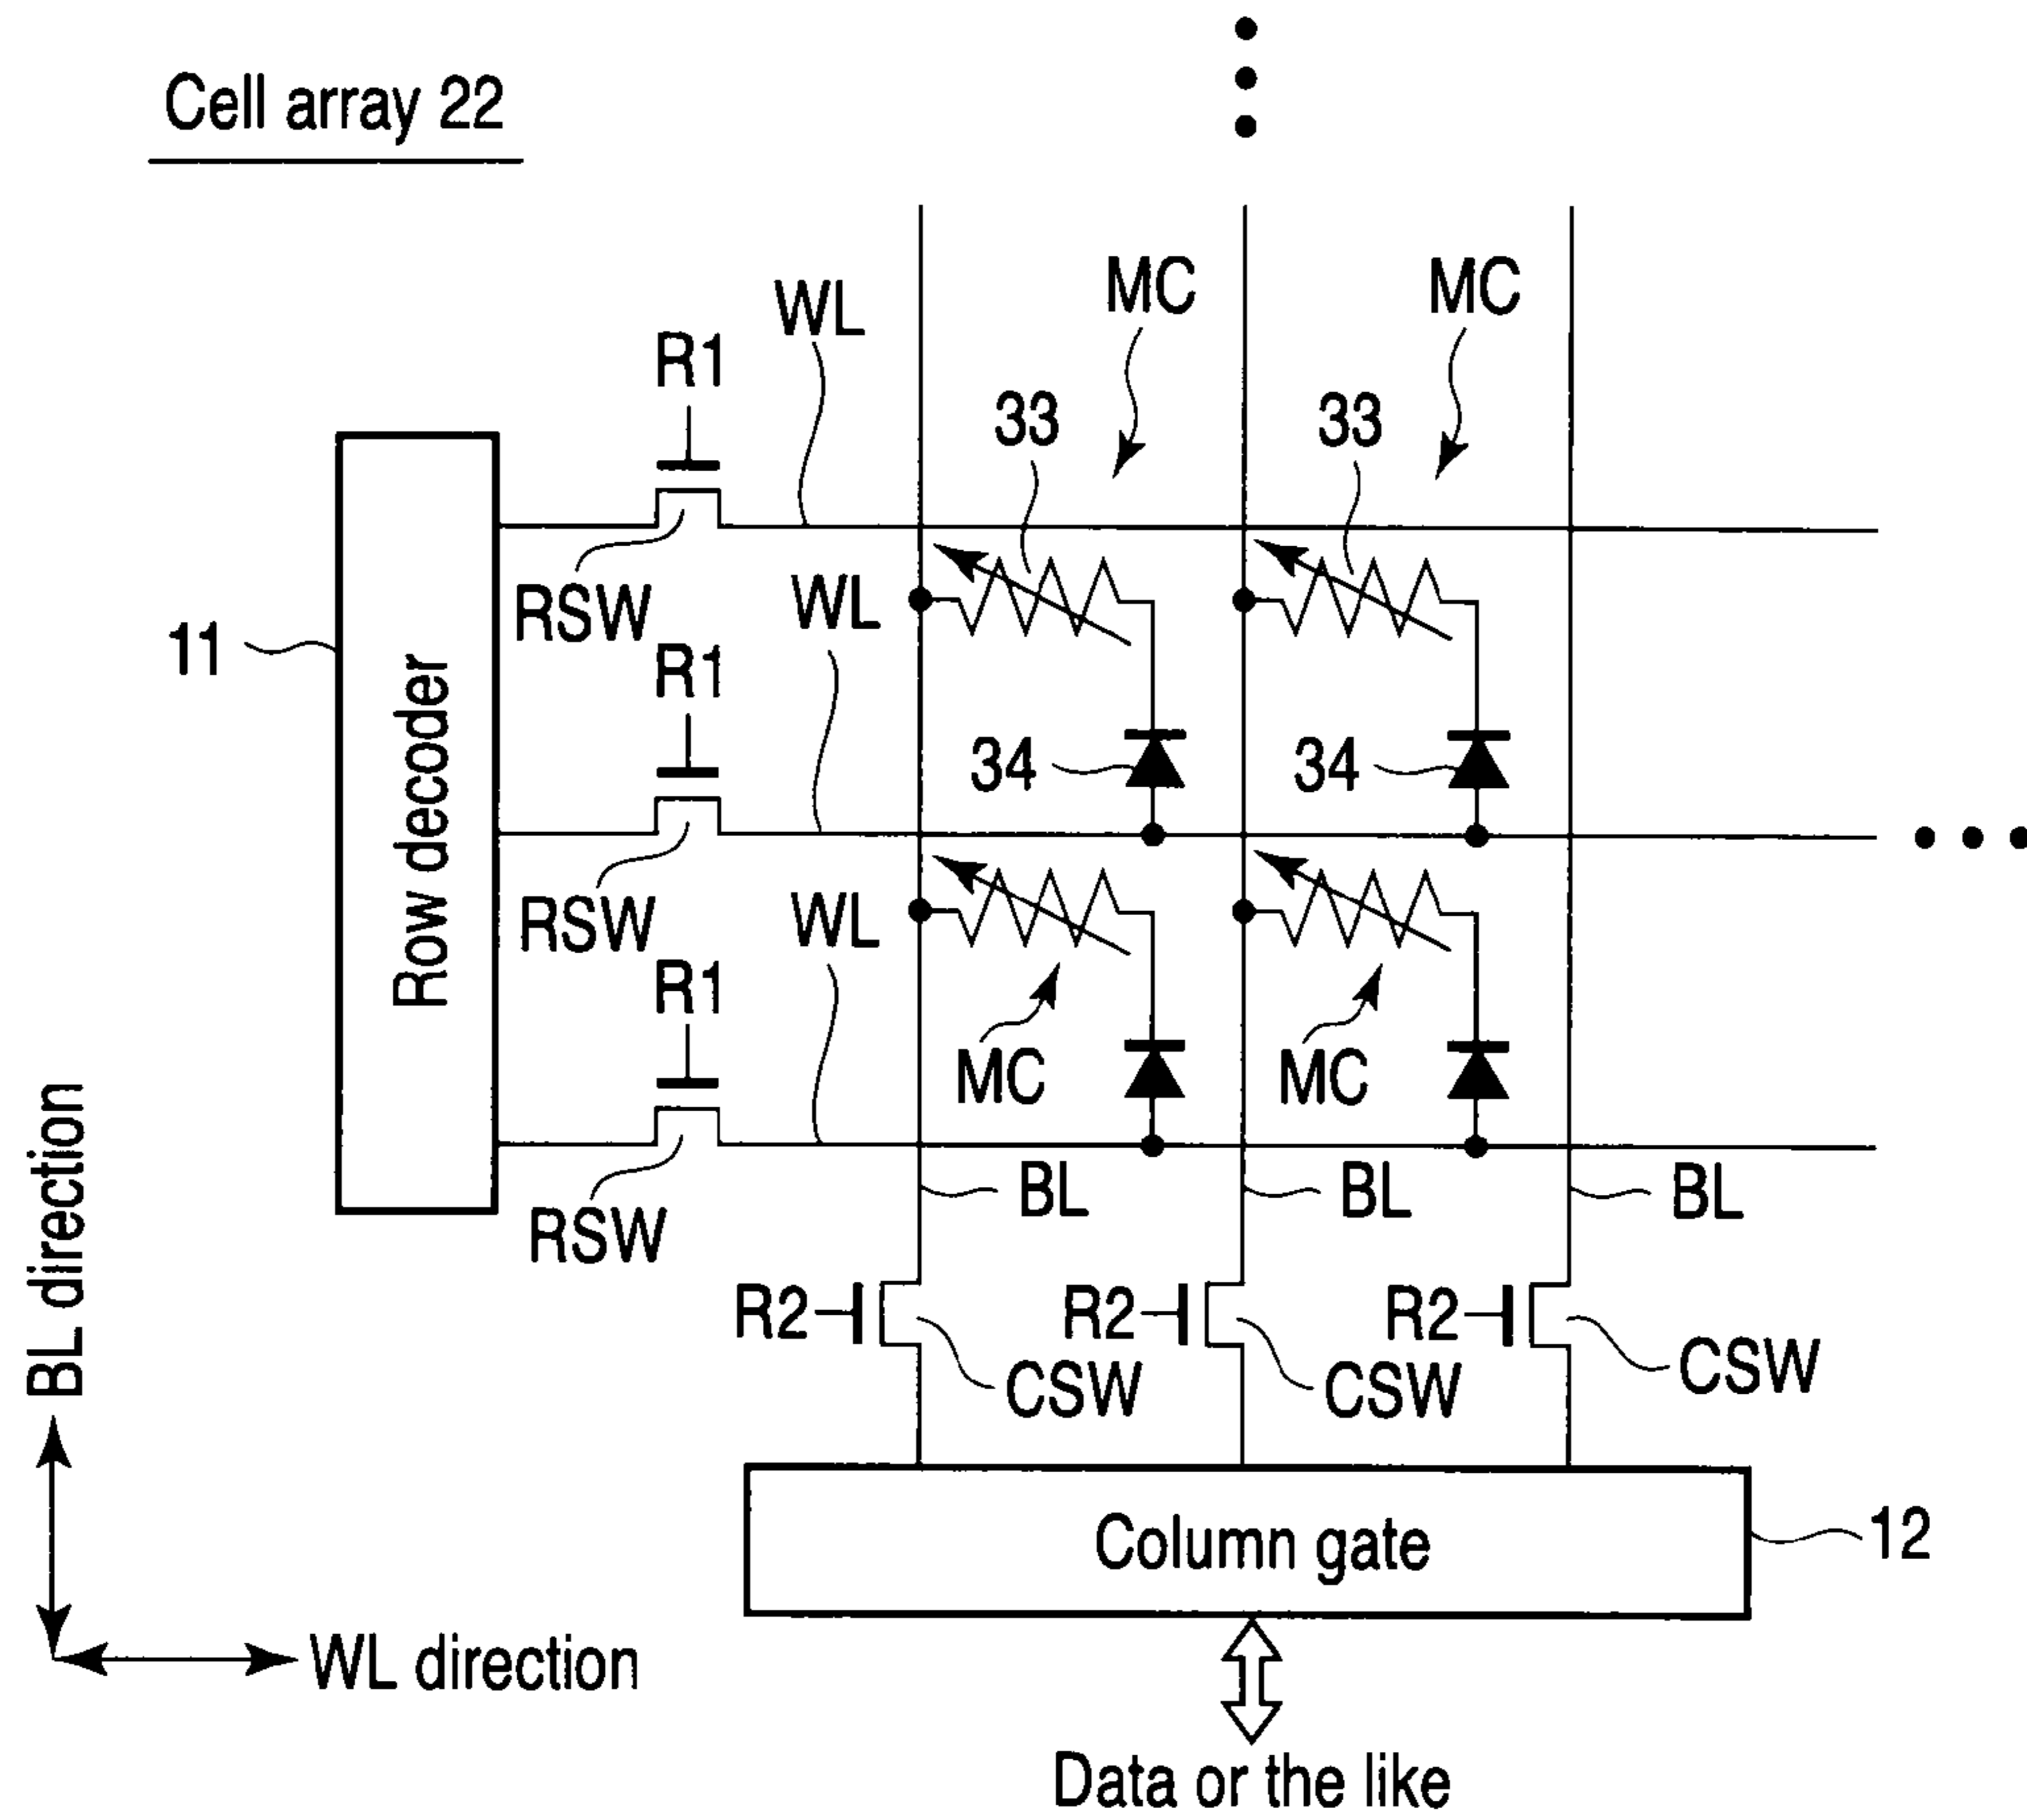 Cell array 22
MC
MC
WL
R1
33
33
RSW
WL
11
R1
34
34
Row decoder
RSW
WL
R1
MC
MC
BL
BL
BL
RSW
BL direction
R2
R2
R2
CSW
CSW
CSW
Column gate
12
WL direction
Data or the like